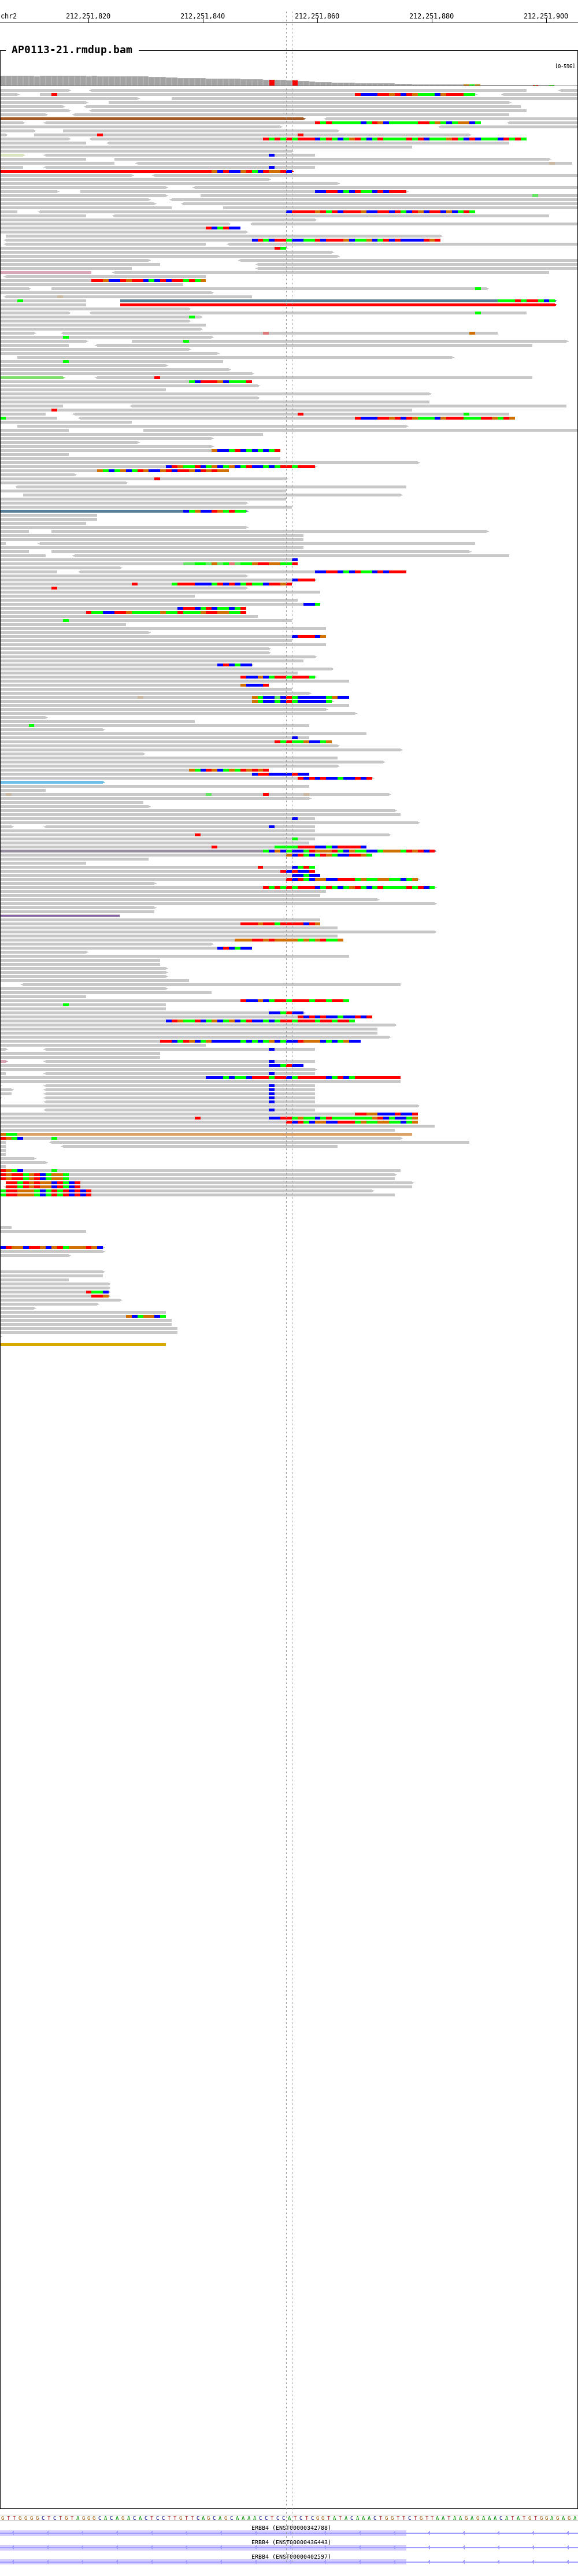 chr2 212,251,820 212,251,840 212,251,860 212,251,880 212,251,900
AP0113-21.rmdup.bam
[0-596]
GTTGGGGCTCTGTAGGGCACAGACACTCCTTGTTCAGCAGCAAAACCTCCATCTCGGTATACAAACTGGTTCTGTTAATAAGAGAAACATATGTGGAGAGA
ERBB4 (ENST00000342788)
ERBB4 (ENST00000436443)
ERBB4 (ENST00000402597)